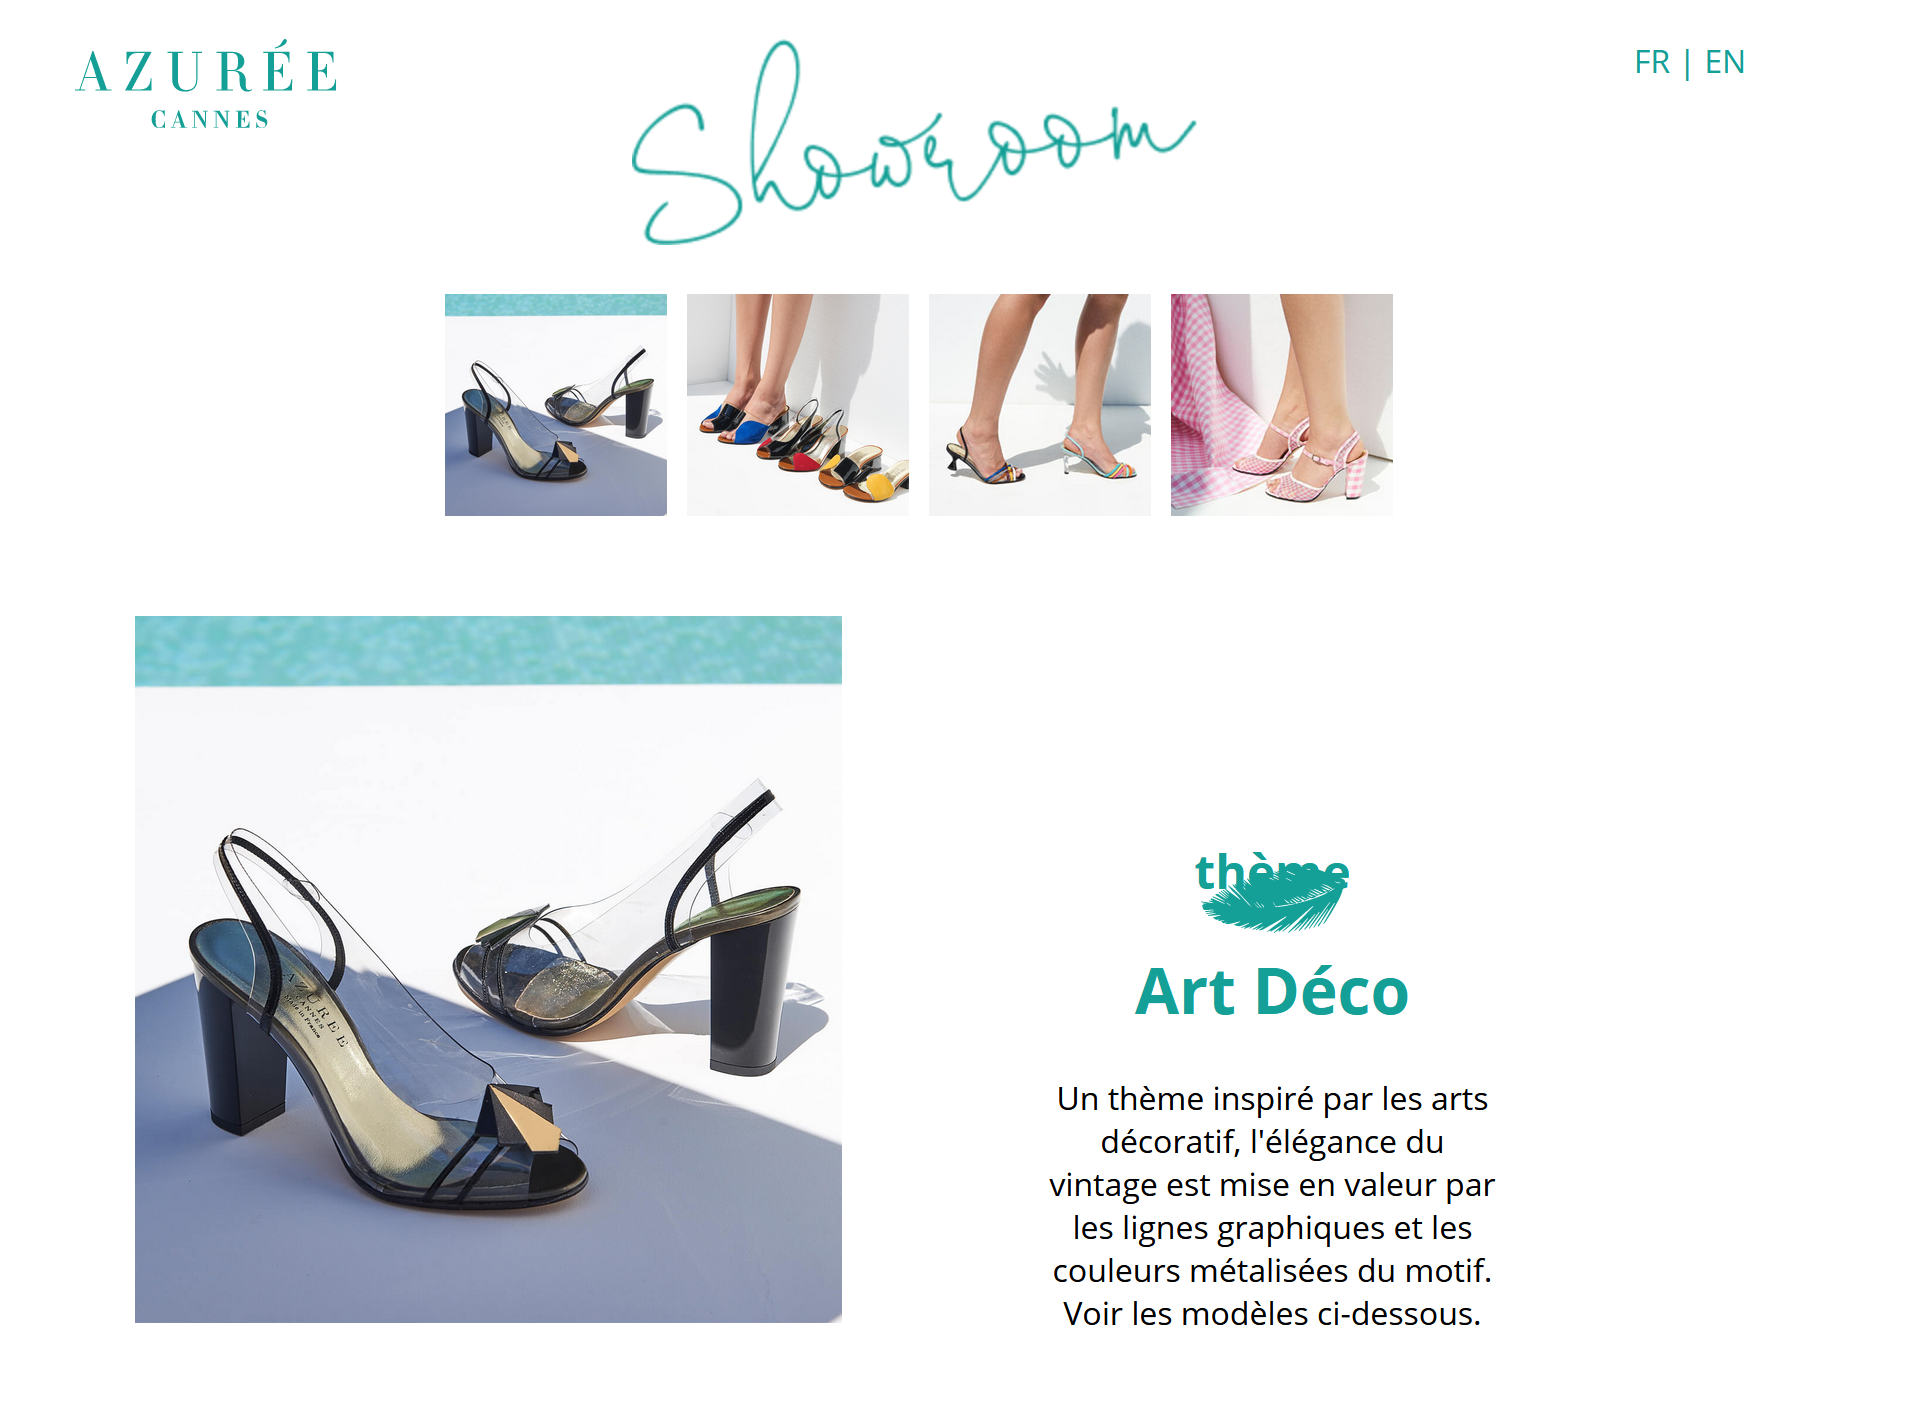 AZURÉE
CANNES
Showroom
FR | EN
AZURÉE
CANNES
Made in France
thème
Art Déco
Un thème inspiré par les arts
décoratif, l'élégance du
vintage est mise en valeur par
les lignes graphiques et les
couleurs métalisées du motif.
Voir les modèles ci-dessous.